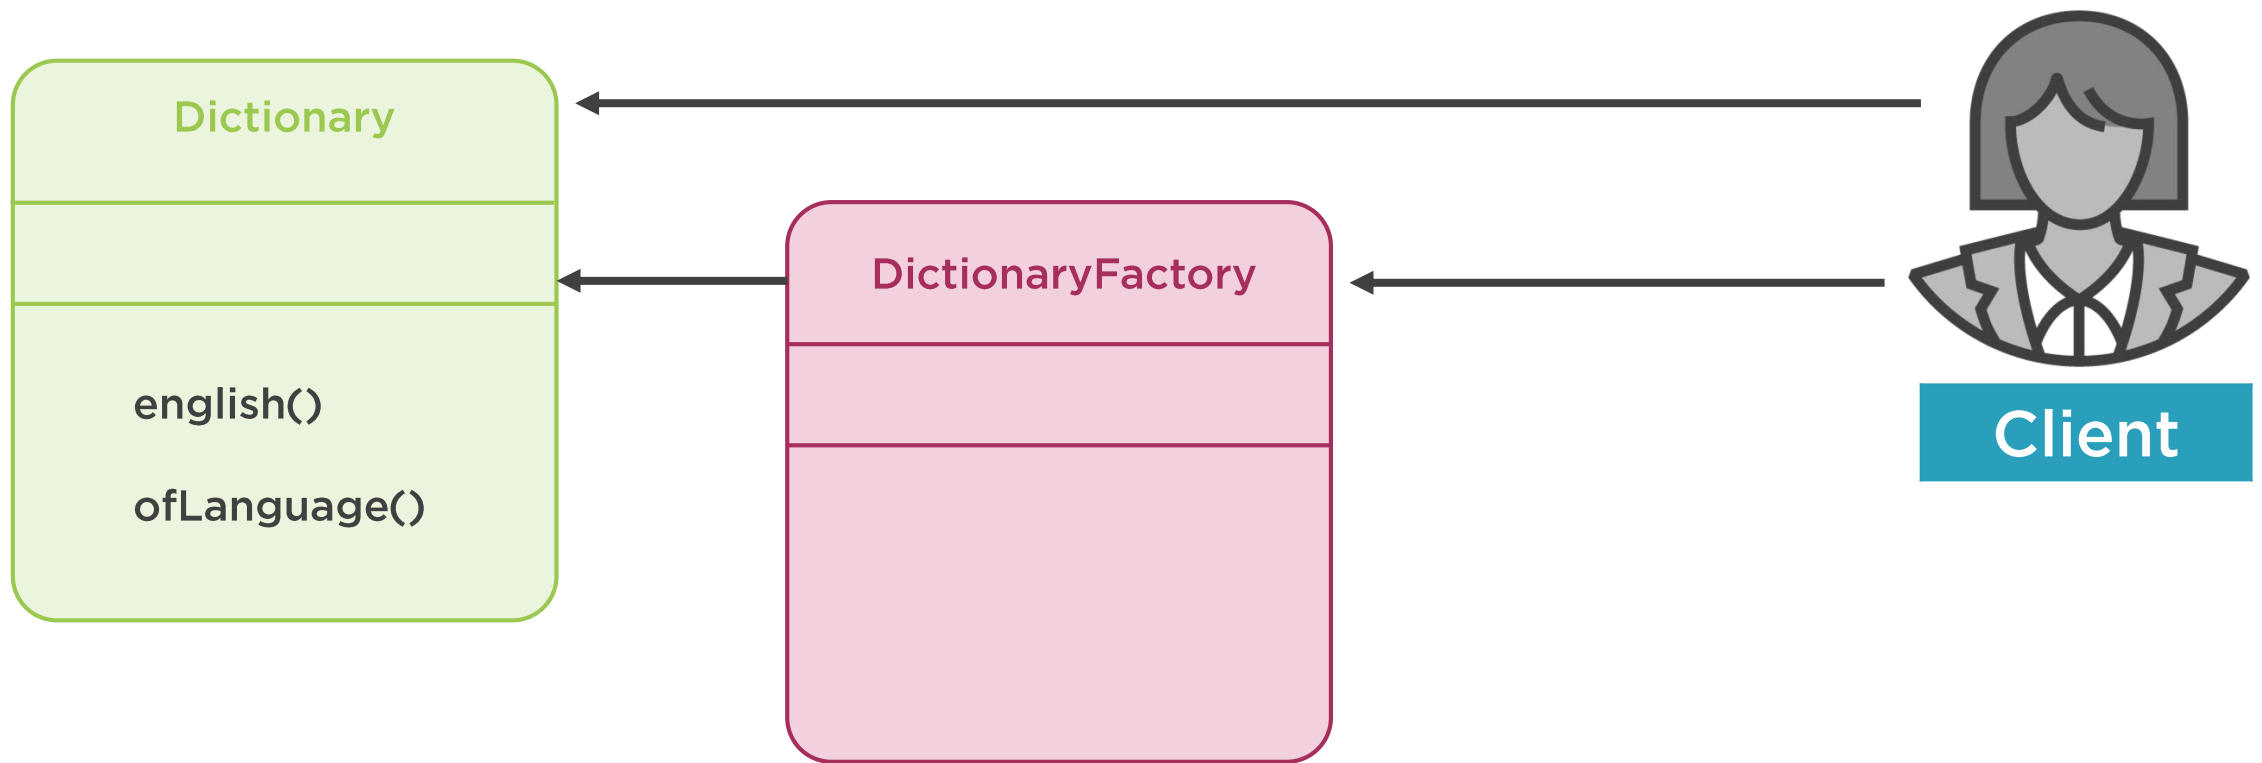 Dictionary
english()
ofLanguage()
DictionaryFactory
Client